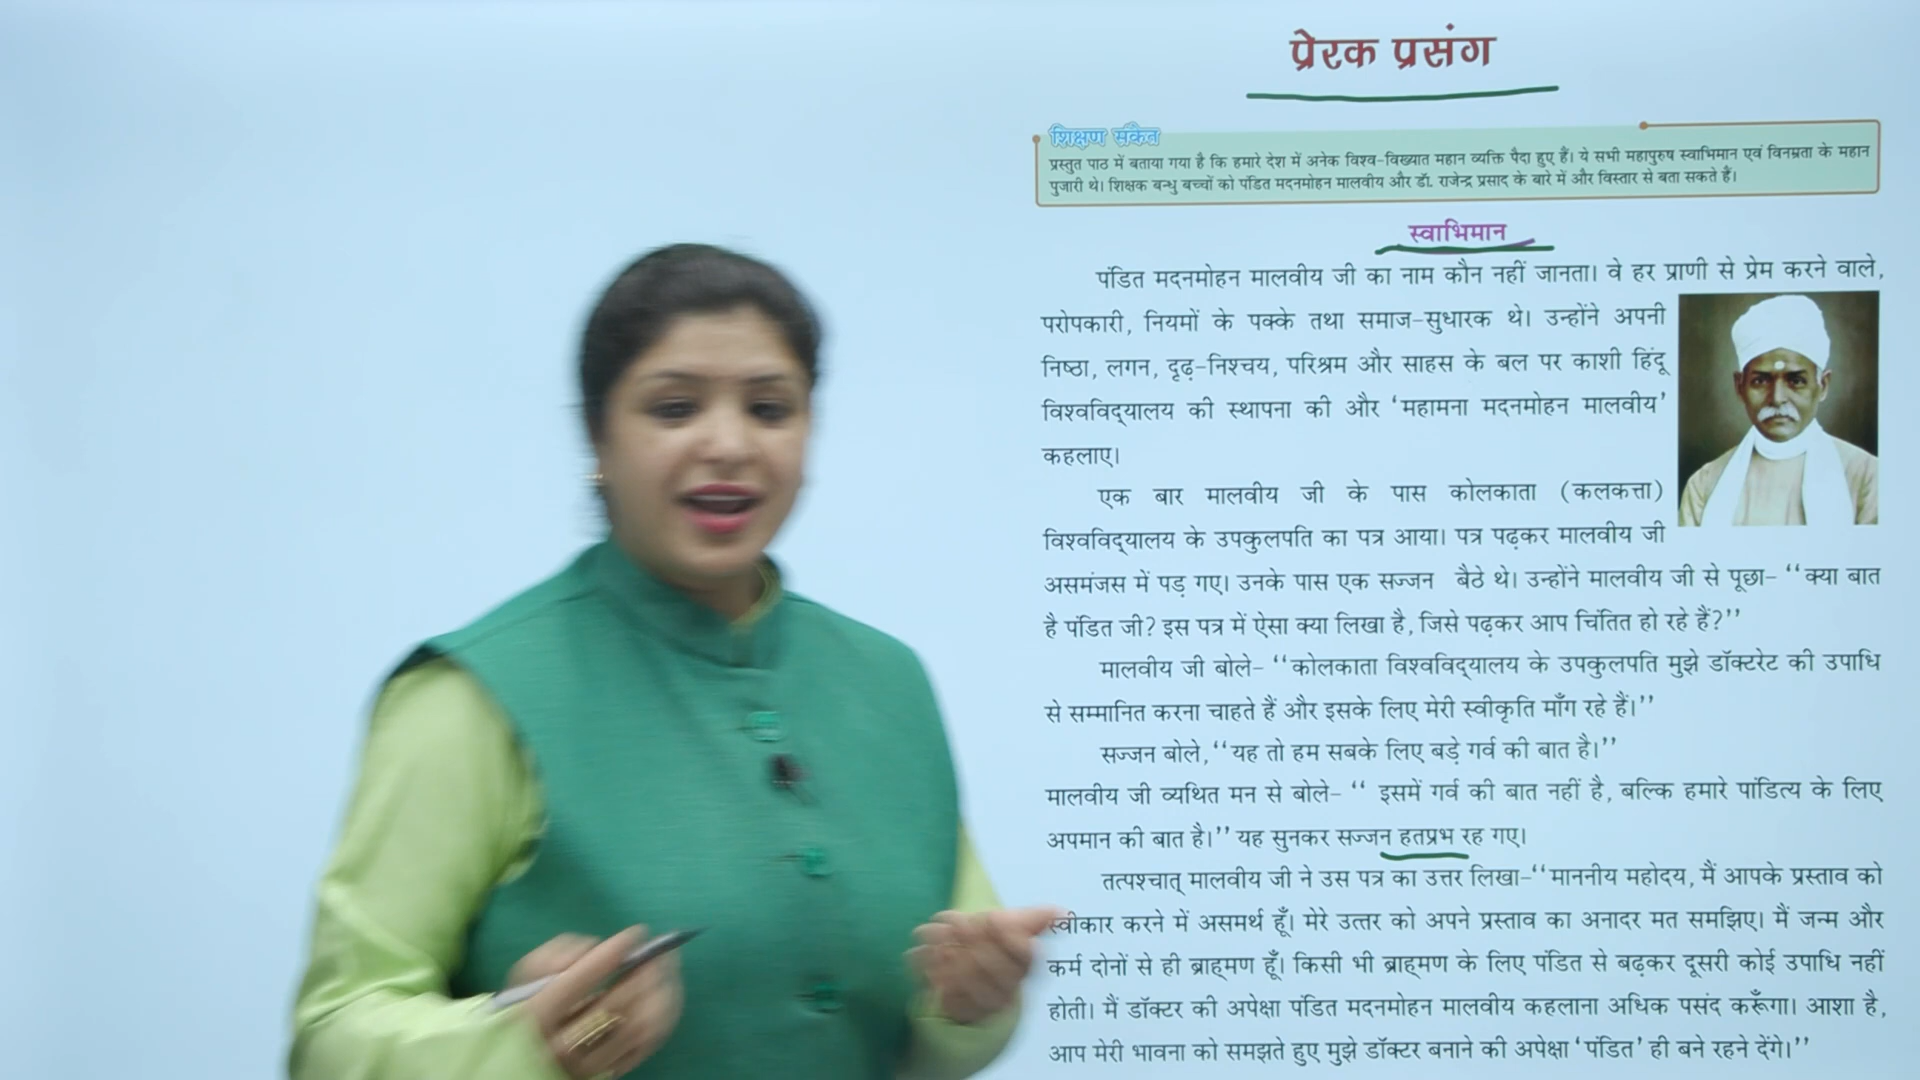 प्रेरक प्रसंग
शिक्षण संकेत
प्रस्तुत पाठ में बताया गया है कि हमारे देश में अनेक विश्व-विख्यात महान व्यक्ति पैदा हुए हैं। ये सभी महापुरुष स्वाभिमान एवं विनम्रता के महान
पुजारी थे। शिक्षक बन्धु बच्चों को पंडित मदनमोहन मालवीय और डॉ. राजेन्द्र प्रसाद के बारे में और विस्तार से बता सकते हैं।
स्वाभिमान
पंडित मदनमोहन मालवीय जी का नाम कौन नहीं जानता। वे हर प्राणी से प्रेम करने वाले,
परोपकारी, नियमों के पक्के तथा समाज-सुधारक थे। उन्होंने अपनी
निष्ठा, लगन, दृढ़-निश्चय, परिश्रम और साहस के बल पर काशी हिंदू
विश्वविद्यालय की स्थापना की और ‘महामना मदनमोहन मालवीय’
कहलाए।
एक बार मालवीय जी के पास कोलकाता (कलकत्ता)
विश्वविद्यालय के उपकुलपति का पत्र आया। पत्र पढ़कर मालवीय जी
असमंजस में पड़ गए। उनके पास एक सज्जन बैठे थे। उन्होंने मालवीय जी से पूछा- ‘‘क्या बात
है पंडित जी? इस पत्र में ऐसा क्या लिखा है, जिसे पढ़कर आप चिंतित हो रहे हैं?’’
मालवीय जी बोले- ‘‘कोलकाता विश्वविद्यालय के उपकुलपति मुझे डॉक्टरेट की उपाधि
से सम्मानित करना चाहते हैं और इसके लिए मेरी स्वीकृति माँग रहे हैं।’’
सज्जन बोले, ‘‘यह तो हम सबके लिए बड़े गर्व की बात है।’’
मालवीय जी व्यथित मन से बोले- ‘‘ इसमें गर्व की बात नहीं है, बल्कि हमारे पांडित्य के लिए
अपमान की बात है।’’ यह सुनकर सज्जन हतप्रभ रह गए।
तत्पश्चात् मालवीय जी ने उस पत्र का उत्तर लिखा-‘‘माननीय महोदय, मैं आपके प्रस्ताव को
स्वीकार करने में असमर्थ हूँ। मेरे उत्तर को अपने प्रस्ताव का अनादर मत समझिए। मैं जन्म और
कर्म दोनों से ही ब्राह्मण हूँ। किसी भी ब्राह्मण के लिए पंडित से बढ़कर दूसरी कोई उपाधि नहीं
होती। मैं डॉक्टर की अपेक्षा पंडित मदनमोहन मालवीय कहलाना अधिक पसंद करूँगा। आशा है,
आप मेरी भावना को समझते हुए मुझे डॉक्टर बनाने की अपेक्षा ‘पंडित’ ही बने रहने देंगे।’’